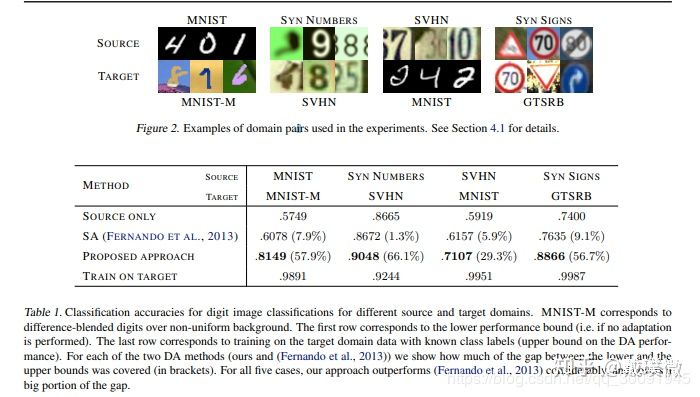 MNIST SYN NUMBERS SVHN SYN SIGNS
SOURCE
TARGET
MNIST-M SVHN MNIST GTSRB
Figure 2. Examples of domain pairs used in the experiments. See Section 4.1 for details.
METHOD SOURCE MNIST SYN NUMBERS SVHN SYN SIGNS
TARGET MNIST-M SVHN MNIST GTSRB
SOURCE ONLY .5749 .8665 .5919 .7400
SA (FERNANDO ET AL., 2013) .6078 (7.9%) .8672 (1.3%) .6157 (5.9%) .7635 (9.1%)
PROPOSED APPROACH .8149 (57.9%) .9048 (66.1%) .7107 (29.3%) .8866 (56.7%)
TRAIN ON TARGET .9891 .9244 .9951 .9987
Table 1. Classification accuracies for digit image classifications for different source and target domains. MNIST-M corresponds to
difference-blended digits over non-uniform background. The first row corresponds to the lower performance bound (i.e. if no adaptation
is performed). The last row corresponds to training on the target domain data with known class labels (upper bound on the DA perfor-
mance). For each of the two DA methods (ours and (Fernando et al., 2013)) we show how much of the gap between the lower and the
upper bounds was covered (in brackets). For all five cases, our approach outperforms (Fernando et al., 2013) considerably, and
big portion of the gap.